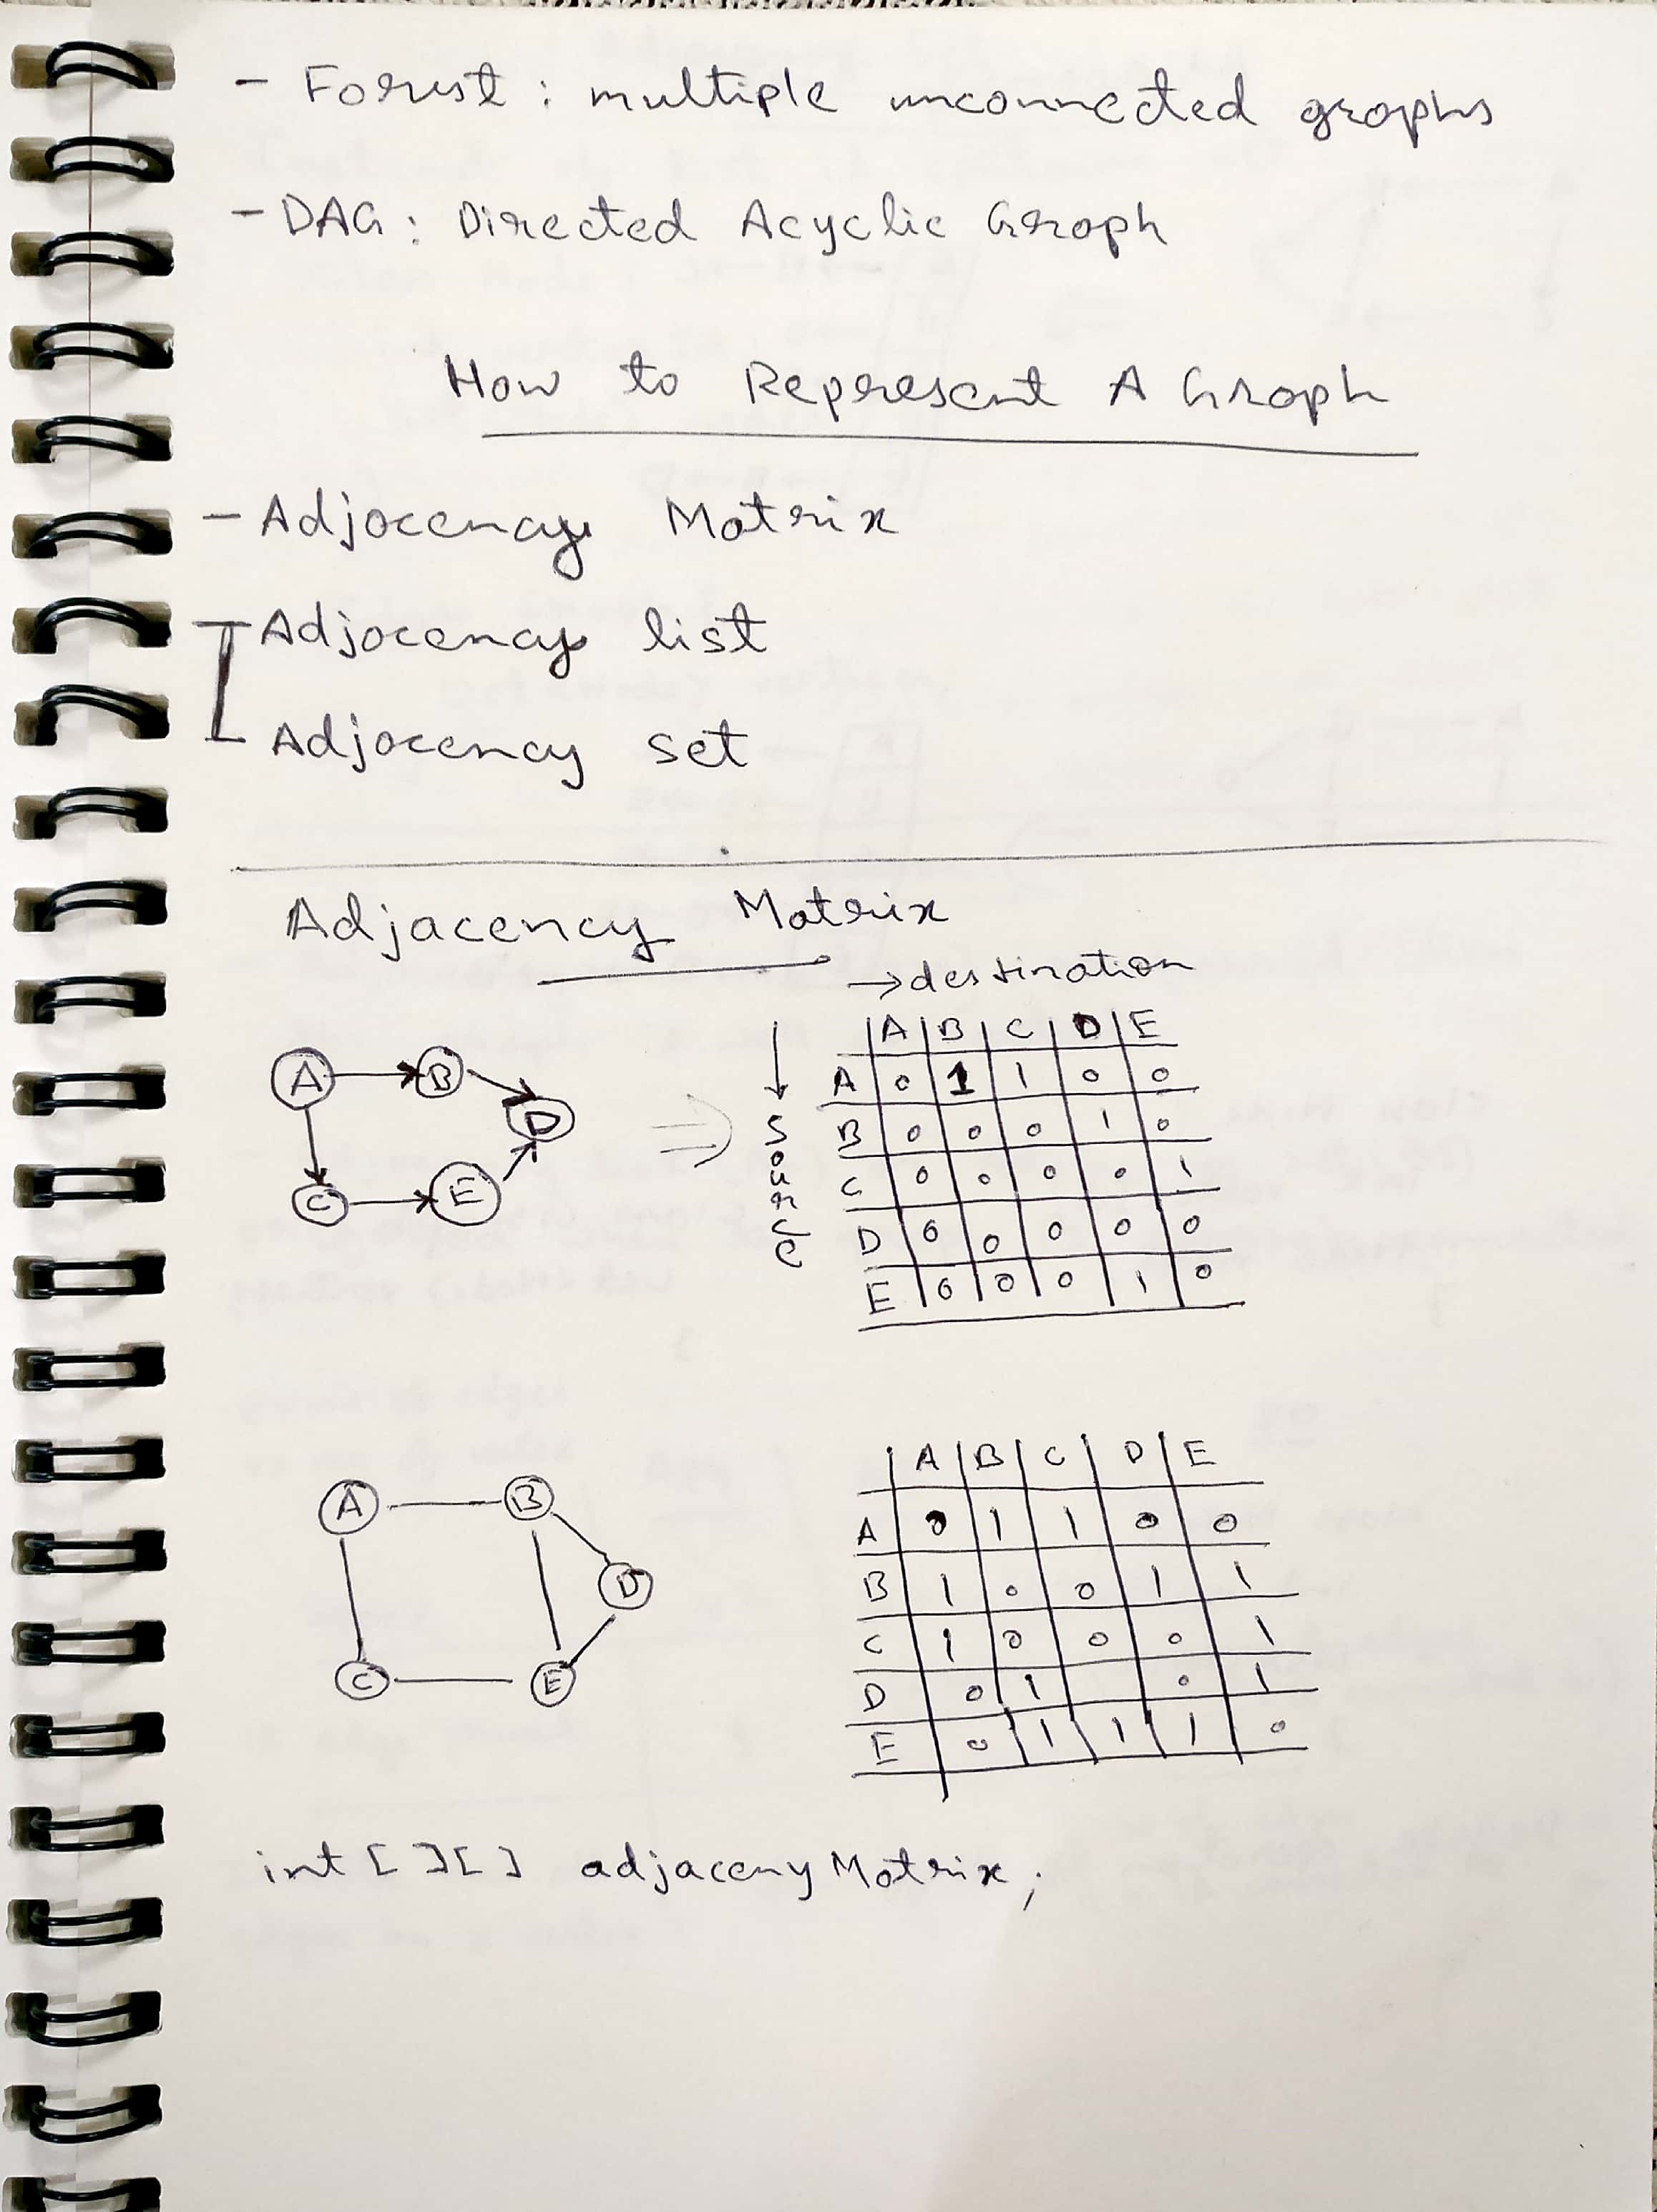 - Forest : multiple unconnected graphs
- DAG : Directed Acyclic Graph
How to Represent A Graph
- Adjacency Matrix
- Adjacency list
- Adjacency set
Adjacency Matrix
→ destination
↓ source
A B C D E
A 0 1 1 0 0
B 0 0 0 1 0
C 0 0 0 0 1
D 0 0 0 0 0
E 0 0 0 1 0
A B
D
C E
⇒
A B C D E
A 0 1 1 0 0
B 1 0 0 1 1
C 1 0 0 0 1
D 0 1 0 1
E 0 1 1 1 0
A B
D
C E
int [ ][ ] adjacenyMatrix;